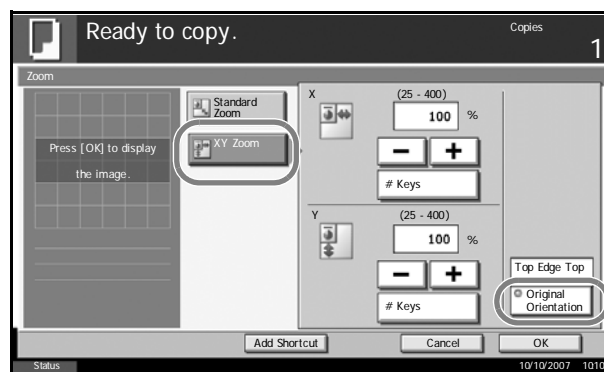 Ready to copy.
Copies
1
Zoom
Press [OK] to display
the image.
Standard
Zoom
XY Zoom
X
(25 - 400)
100 %
# Keys
Y
(25 - 400)
100 %
# Keys
Top Edge Top
Original
Orientation
Add Shortcut
Cancel
OK
Status
10/10/2007 1010